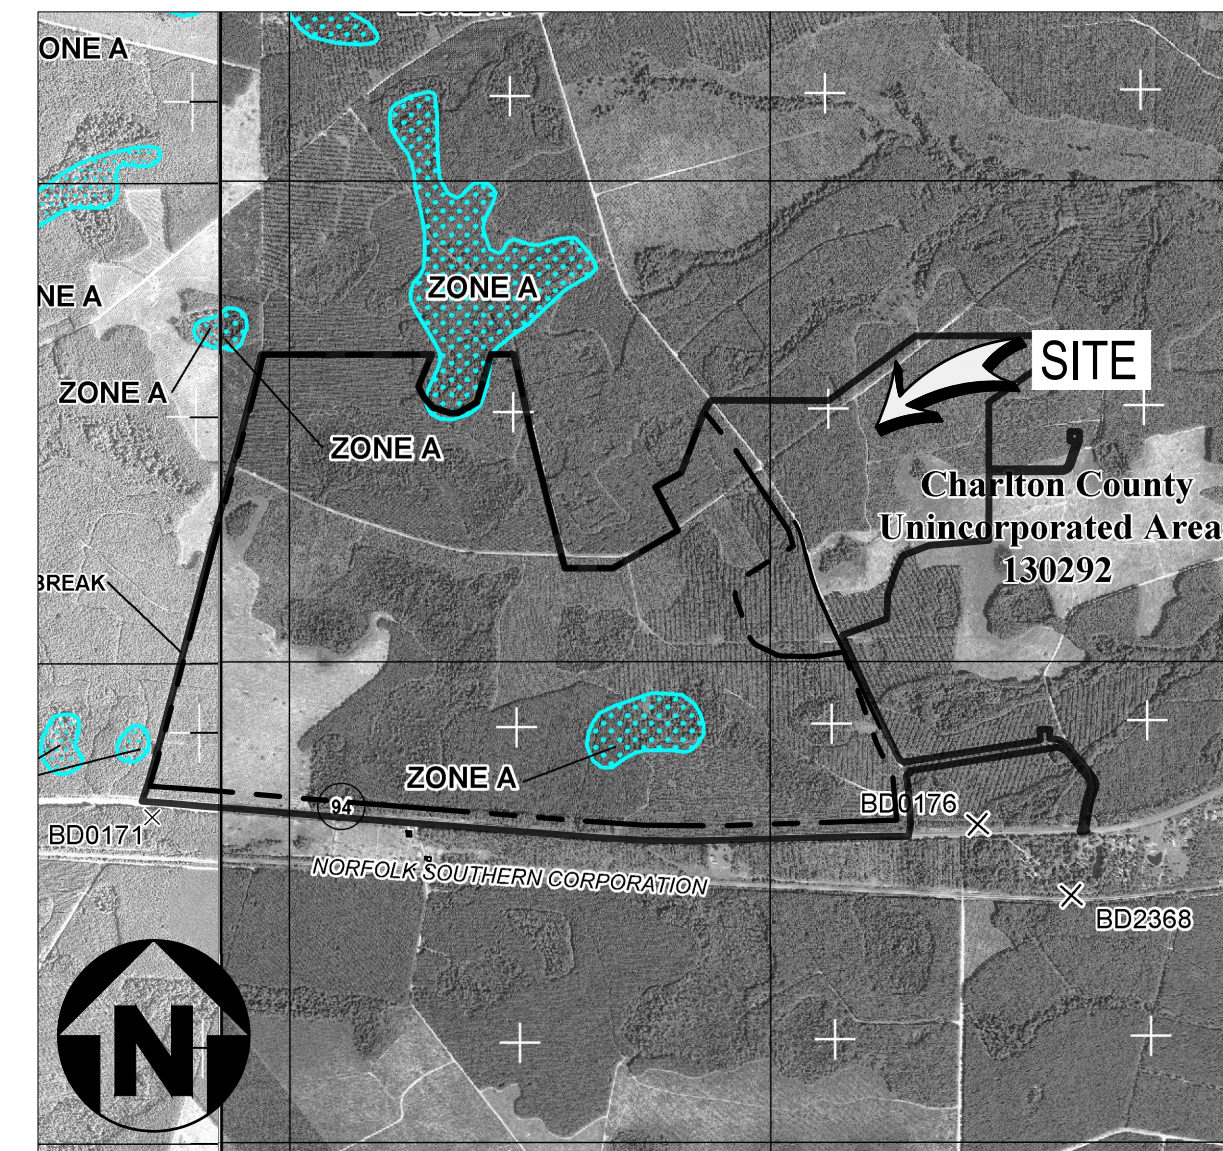 ZONE A
ONE A
ZONE A
NE A
SITE
ZONE A
ZONE A
Charlton County
Unincorporated Area
130292
BREAK
ZONE A
94
BD0176
BD0171
NORFOLK SOUTHERN CORPORATION
BD2368
N